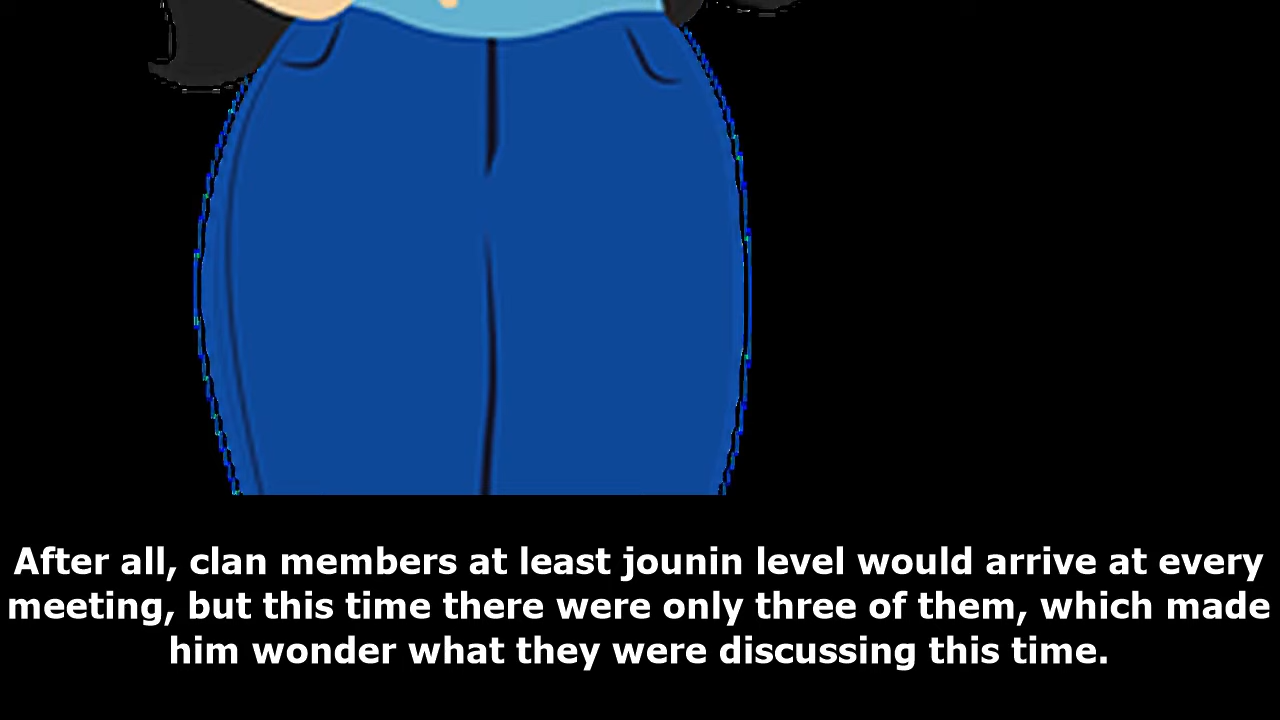 After all, clan members at least jounin level would arrive at every
meeting, but this time there were only three of them, which made
him wonder what they were discussing this time.